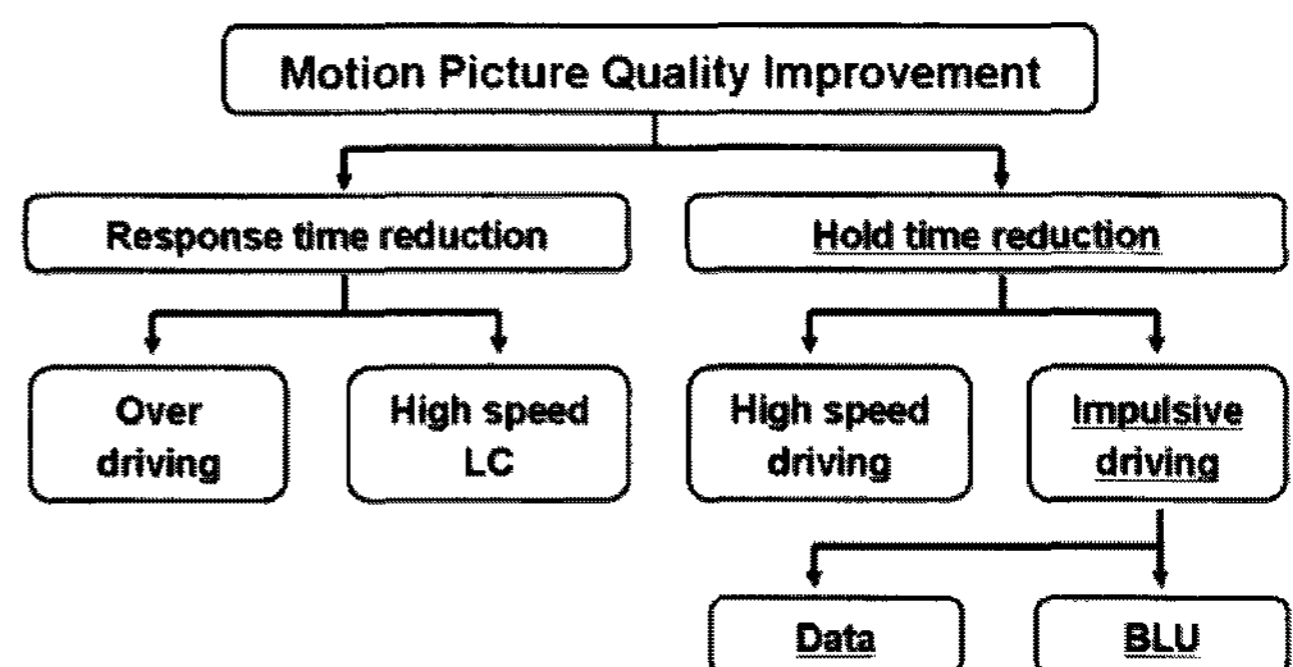 Motion Picture Quality Improvement
Response time reduction
Hold time reduction
Over
driving
High speed
LC
High speed
driving
Impulsive
driving
Data
BLU